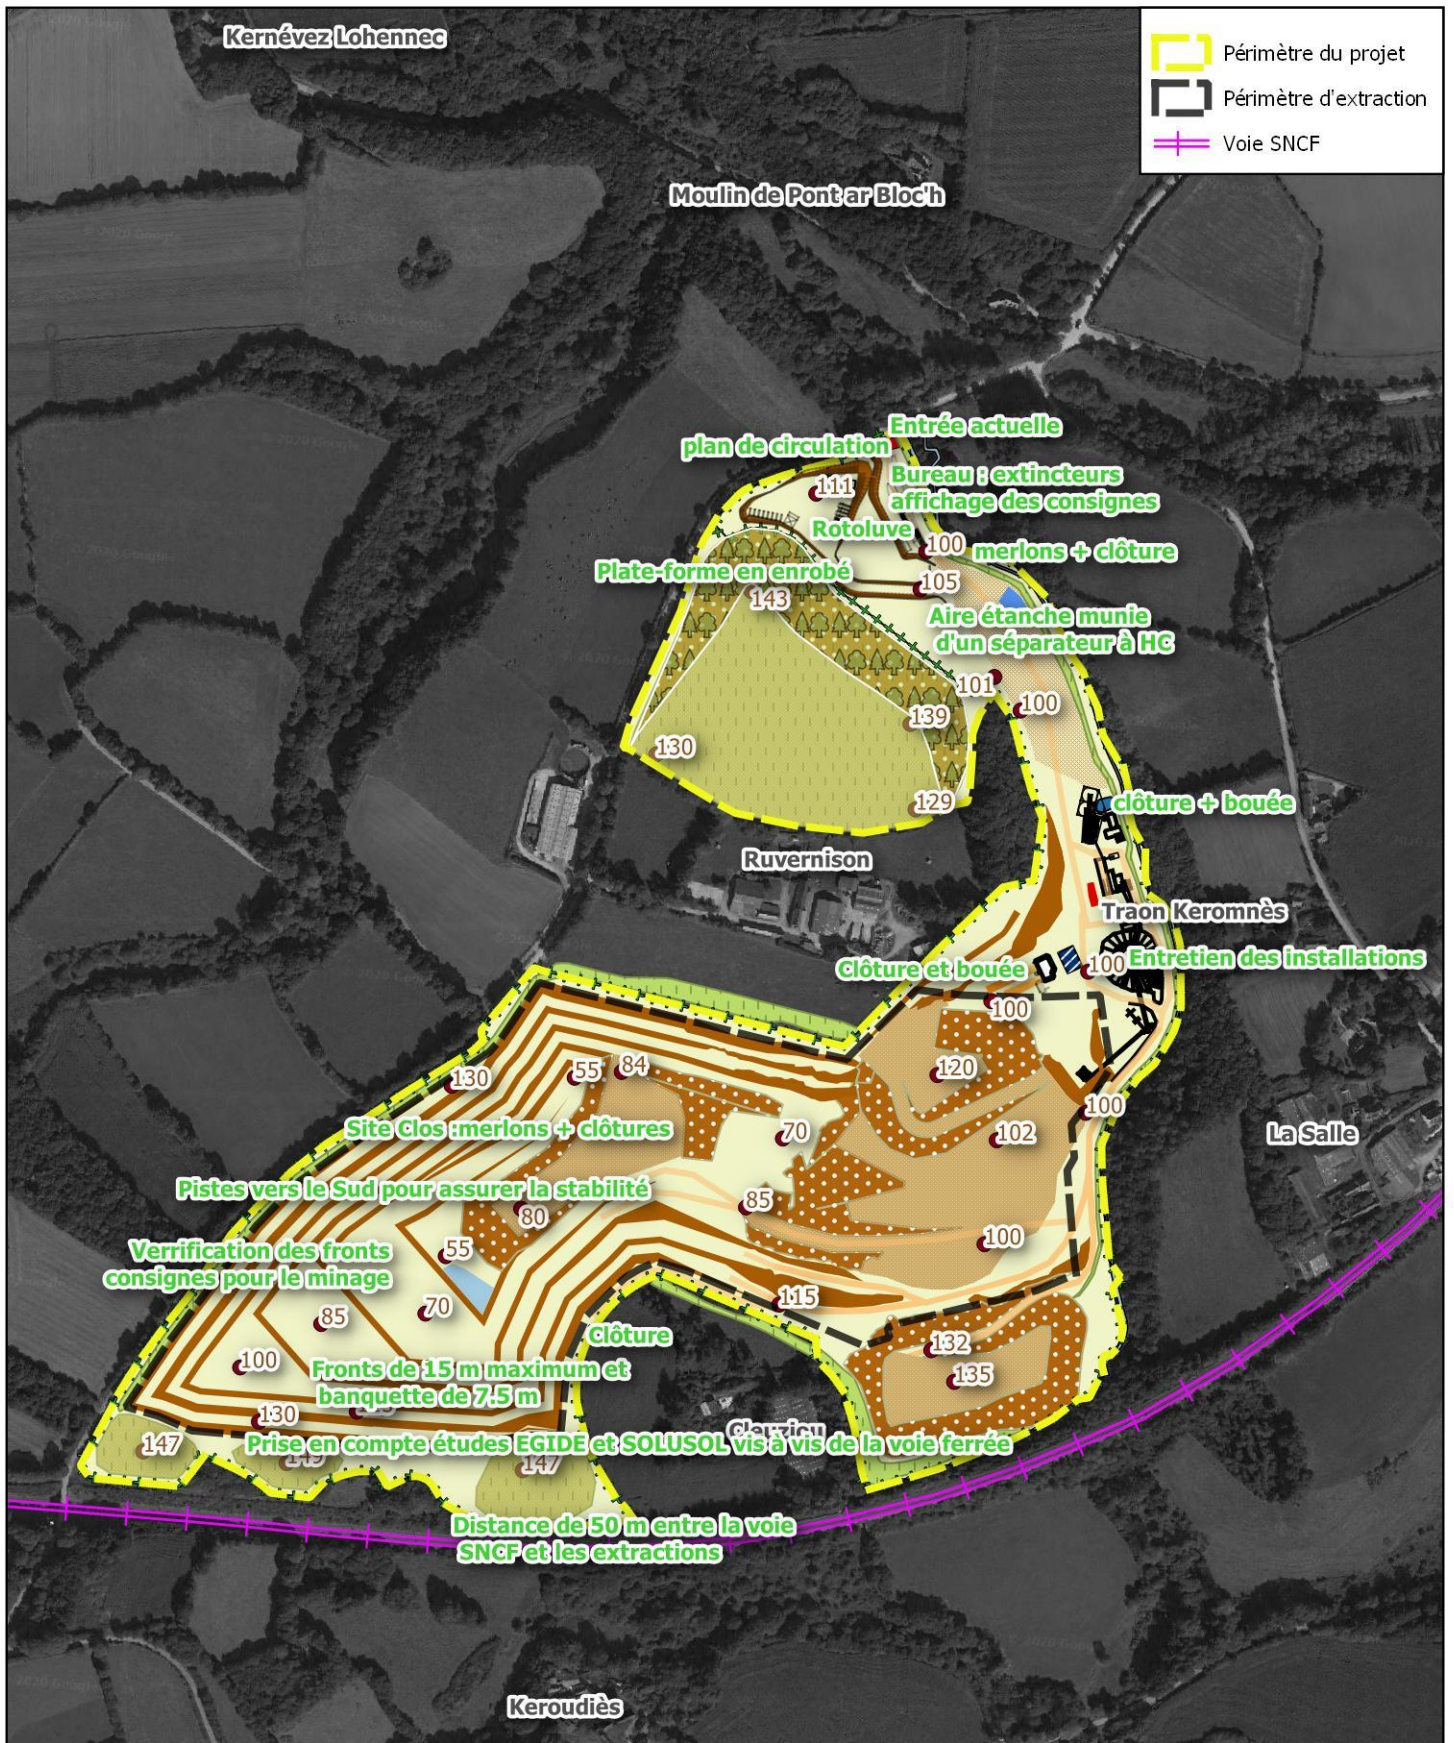 Kernévez Lohennec
Périmètre du projet
Périmètre d'extraction
Voie SNCF
Moulin de Pont ar Bloc'h
Entrée actuelle
plan de circulation
Bureau : extincteurs
affichage des consignes
111
Rotoluve
100
merlons + clôture
Plate-forme en enrobé
105
143
Aire étanche munie
d'un séparateur à HC
101
100
139
130
129
clôture + bouée
Ruvernison
Traon Keromnès
Entretien des installations
Clôture et bouée
100
100
130
55
84
120
100
Site Clos :merlons + clôtures
70
102
La Salle
Pistes vers le Sud pour assurer la stabilité
85
80
Verrification des fronts
consignes pour le minage
55
100
115
85
70
Clôture
132
100
Fronts de 15 m maximum et
banquette de 7.5 m
135
130
Cleuziou
147
Prise en compte études EGIDE et SOLUSOL vis à vis de la voie ferrée
149
147
Distance de 50 m entre la voie
SNCF et les extractions
Keroudiès